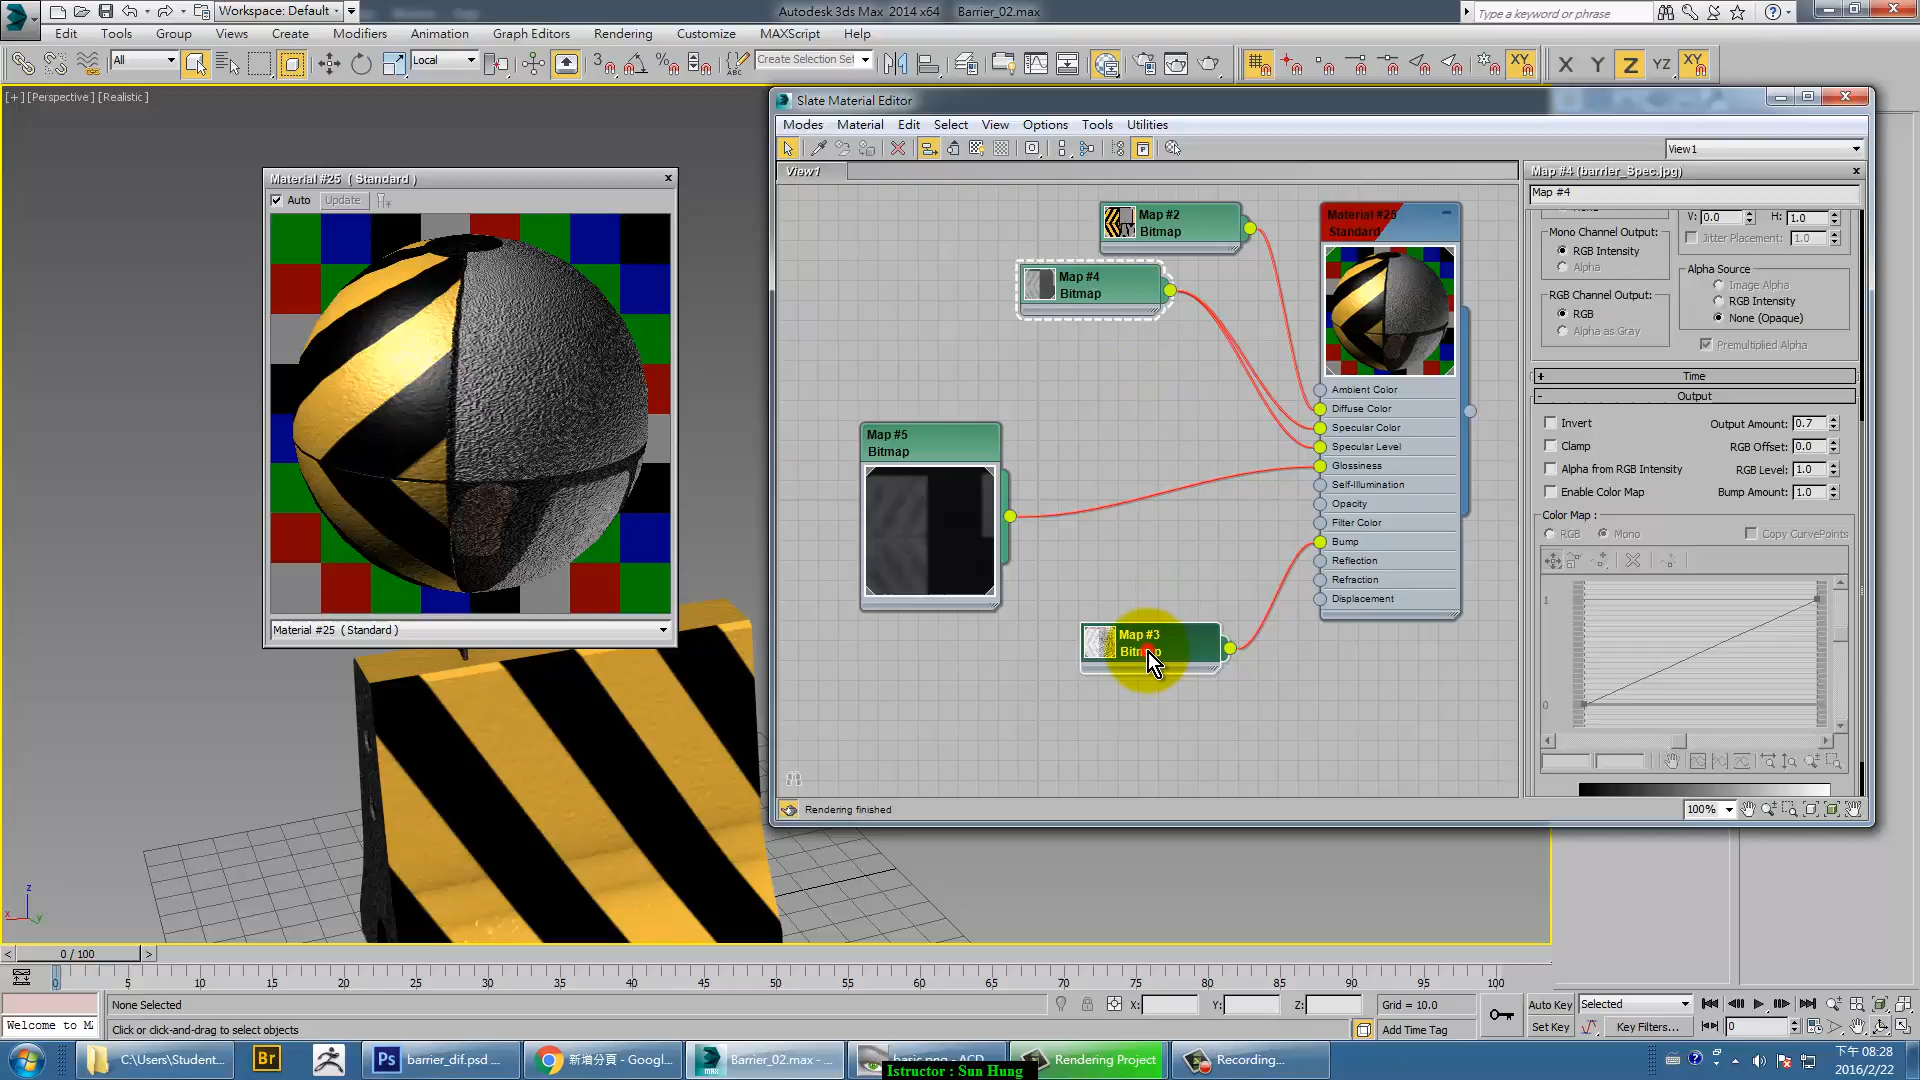 Workspace: Default
Autodesk 3ds Max 2014 x64    Barrier_02.max
Type a keyword or phrase
Edit  Tools  Group  Views  Create  Modifiers  Animation  Graph Editors  Rendering  Customize  MAXScript  Help
All
Local
Create Selection Se
X  Y  Z  YZ  XY
[+] [Perspective] [Realistic]
Slate Material Editor
Modes  Material  Edit  Select  View  Options  Tools  Utilities
View1
View1
Material #25 ( Standard )
Auto  Update
Material #25 ( Standard )
Map #2
Bitmap
Map #4
Bitmap
Map #5
Bitmap
Map #3
Bitmap
Material #25
Standard
Ambient Color
Diffuse Color
Specular Color
Specular Level
Glossiness
Self-Illumination
Opacity
Filter Color
Bump
Reflection
Refraction
Displacement
Map #4 (barrier_Spec.jpg)
Map #4
V: 0.0  H: 1.0
Mono Channel Output:  Jitter Placement: 1.0
RGB Intensity
Alpha
Alpha Source
Image Alpha
RGB Channel Output:  RGB Intensity
RGB  None (Opaque)
Alpha as Gray
Premultiplied Alpha
+ Time
- Output
Invert  Output Amount: 0.7
Clamp  RGB Offset: 0.0
Alpha from RGB Intensity  RGB Level: 1.0
Enable Color Map  Bump Amount: 1.0
Color Map :
RGB  Mono  Copy CurvePoints
1
0
Rendering finished
100%
z
x
y
0 / 100
0 5 10 15 20 25 30 35 40 45 50 55 60 65 70 75 80 85 90 95 100
None Selected  X:  Y:  Z:  Grid = 10.0  Auto Key  Selected
Welcome to M  Click or click-and-drag to select objects  Add Time Tag  Set Key  Key Filters...  0
C:\Users\Student...  Br  Ps  barrier_dif.psd ...  新增分頁 - Googl...  Barrier_02.max - ...  basic.png - ACD...  Rendering Project  Recording...
Istructor : Sun Hung
下午 08:28
2016/2/22